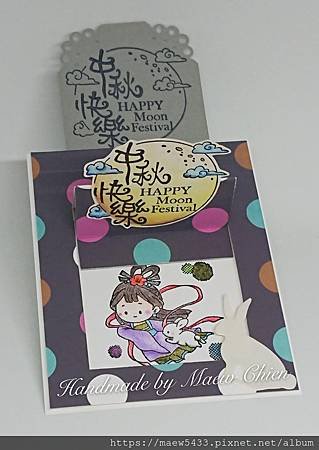 中秋
快樂
HAPPY
Moon
Festival
中秋
快樂
HAPPY
Moon
Festival
Handmade by Maew Chien
https://maew5433.pixnet.net/album